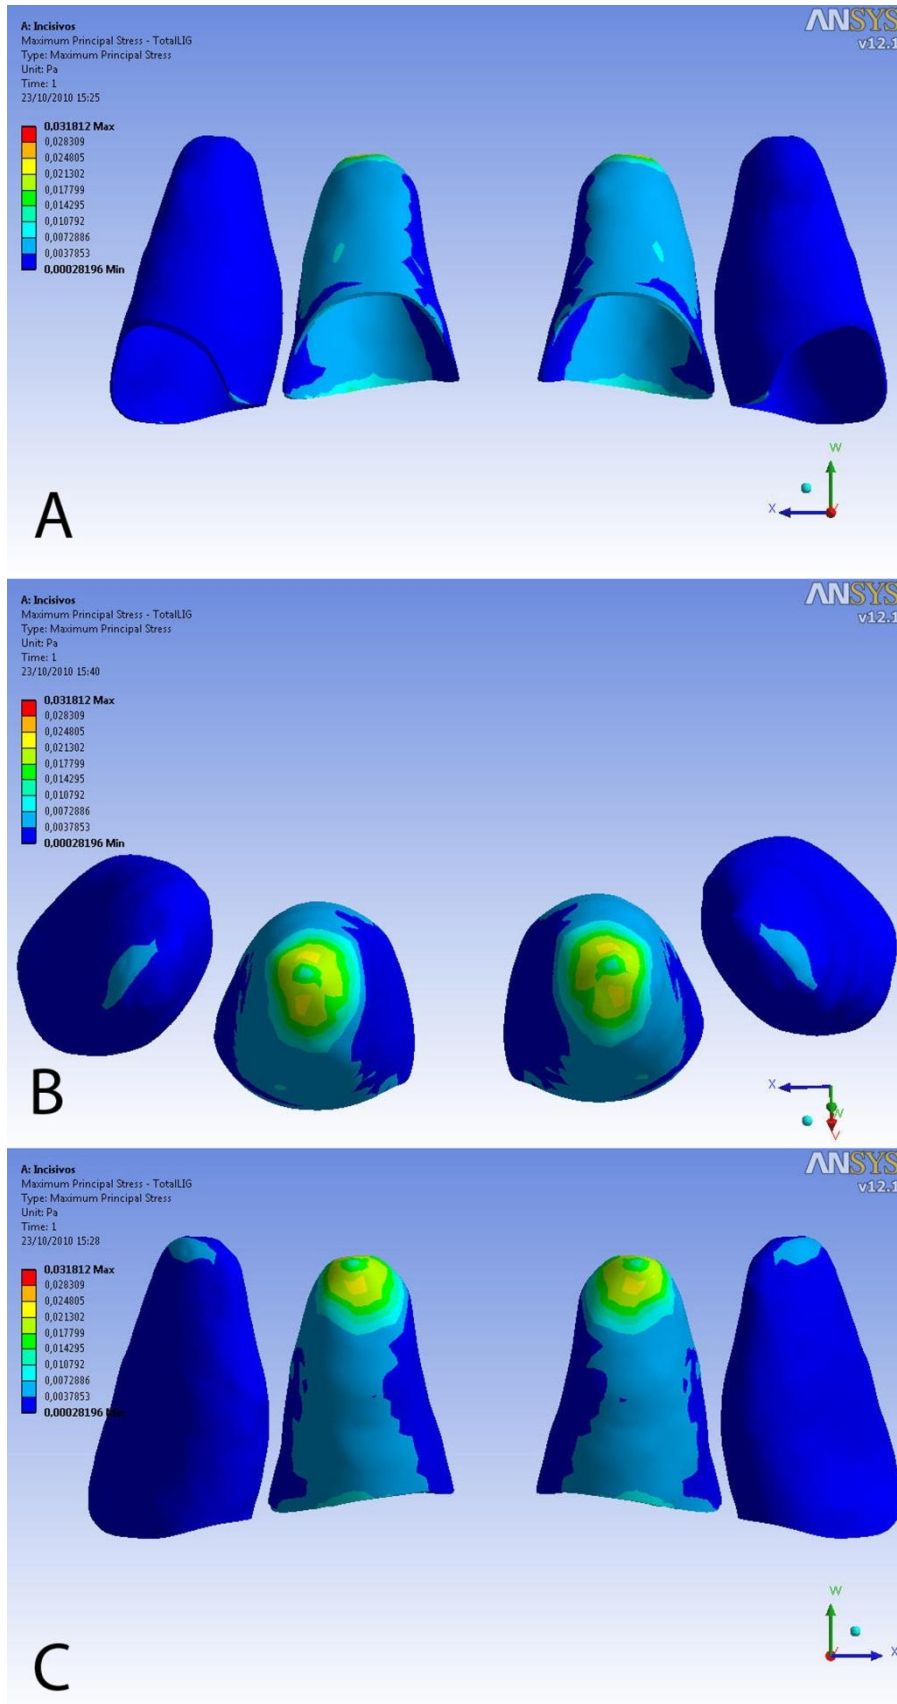 A: Incisivos
Maximum Principal Stress - TotalLIG
Type: Maximum Principal Stress
Unit: Pa
Time: 1
23/10/2010 15:25
ANSYS
v12.1
0,031812 Max
0,028309
0,024805
0,021302
0,017799
0,014295
0,010792
0,0072886
0,0037853
0,00028196 Min
W
X
A
A: Incisivos
Maximum Principal Stress - TotalLIG
Type: Maximum Principal Stress
Unit: Pa
Time: 1
23/10/2010 15:40
ANSYS
v12.1
0,031812 Max
0,028309
0,024805
0,021302
0,017799
0,014295
0,010792
0,0072886
0,0037853
0,00028196 Min
X
W
V
B
A: Incisivos
Maximum Principal Stress - TotalLIG
Type: Maximum Principal Stress
Unit: Pa
Time: 1
23/10/2010 15:28
ANSYS
v12.1
0,031812 Max
0,028309
0,024805
0,021302
0,017799
0,014295
0,010792
0,0072886
0,0037853
0,00028196
W
X
C